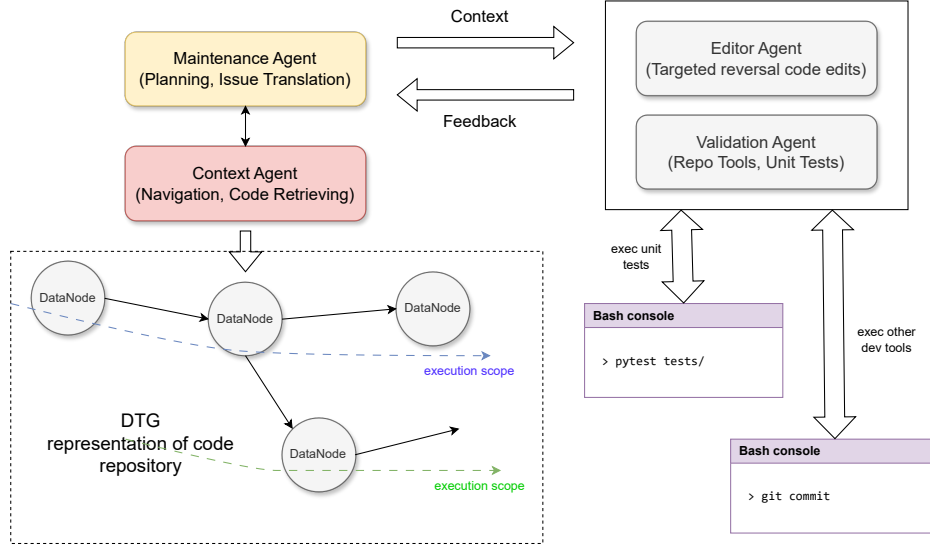 Context
Maintenance Agent
(Planning, Issue Translation)
Feedback
Context Agent
(Navigation, Code Retrieving)
Editor Agent
(Targeted reversal code edits)
Validation Agent
(Repo Tools, Unit Tests)
DataNode
DataNode
DataNode
execution scope
DTG
representation of code
repository
DataNode
execution scope
exec unit
tests
Bash console
> pytest tests/
exec other
dev tools
Bash console
> git commit